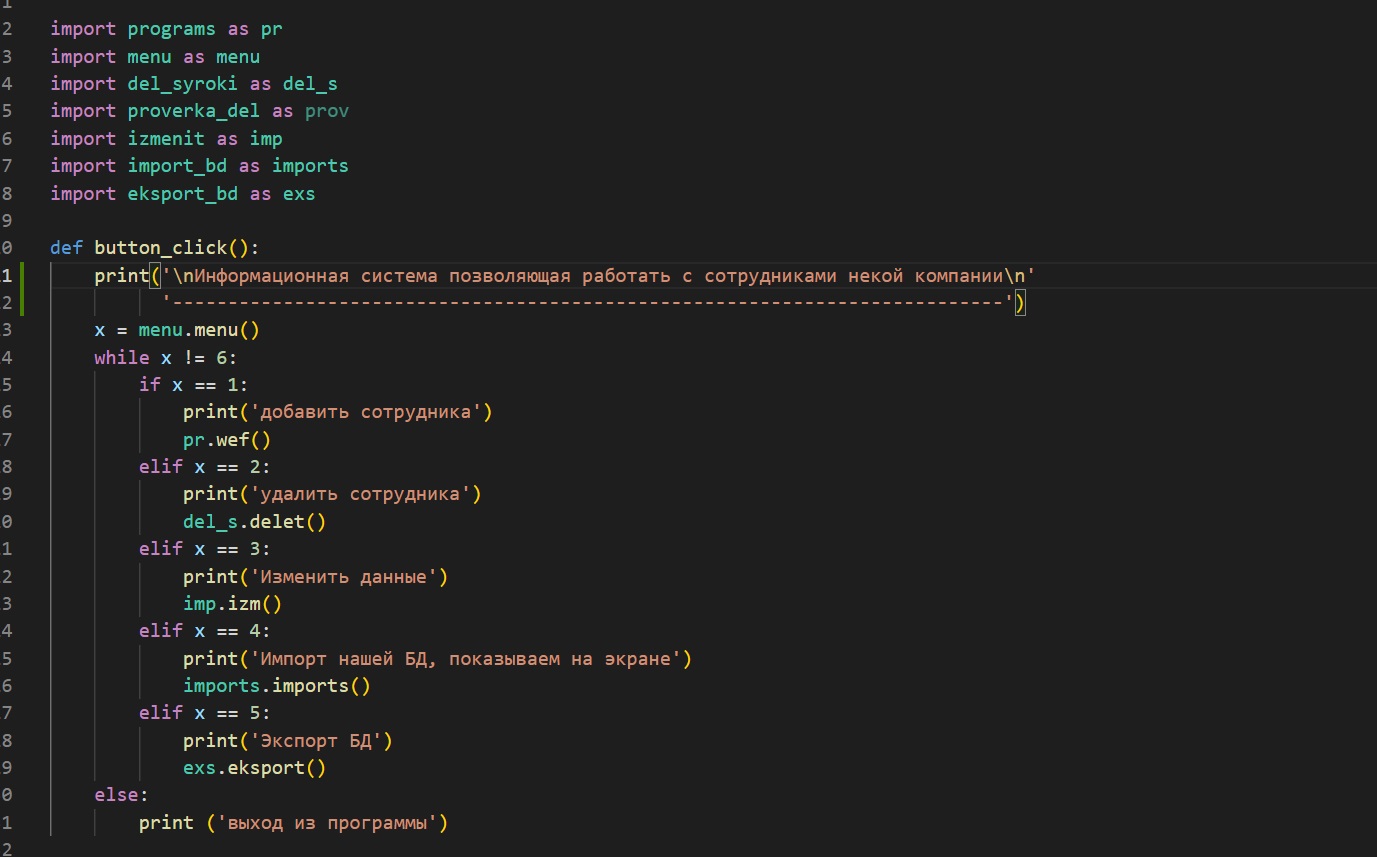 1
2 import programs as pr
3 import menu as menu
4 import del_syroki as del_s
5 import proverka_del as prov
6 import izmenit as imp
7 import import_bd as imports
8 import eksport_bd as exs
9
0 def button_click():
1     print('\nИнформационная система позволяющая работать с сотрудниками некой компании\n'
2           '---------------------------------------------------------------------------')
3     x = menu.menu()
4     while x != 6:
5         if x == 1:
6             print('добавить сотрудника')
7             pr.wef()
8         elif x == 2:
9             print('удалить сотрудника')
0             del_s.delet()
1         elif x == 3:
2             print('Изменить данные')
3             imp.izm()
4         elif x == 4:
5             print('Импорт нашей БД, показываем на экране')
6             imports.imports()
7         elif x == 5:
8             print('Экспорт БД')
9             exs.eksport()
0     else:
1         print ('выход из программы')
2